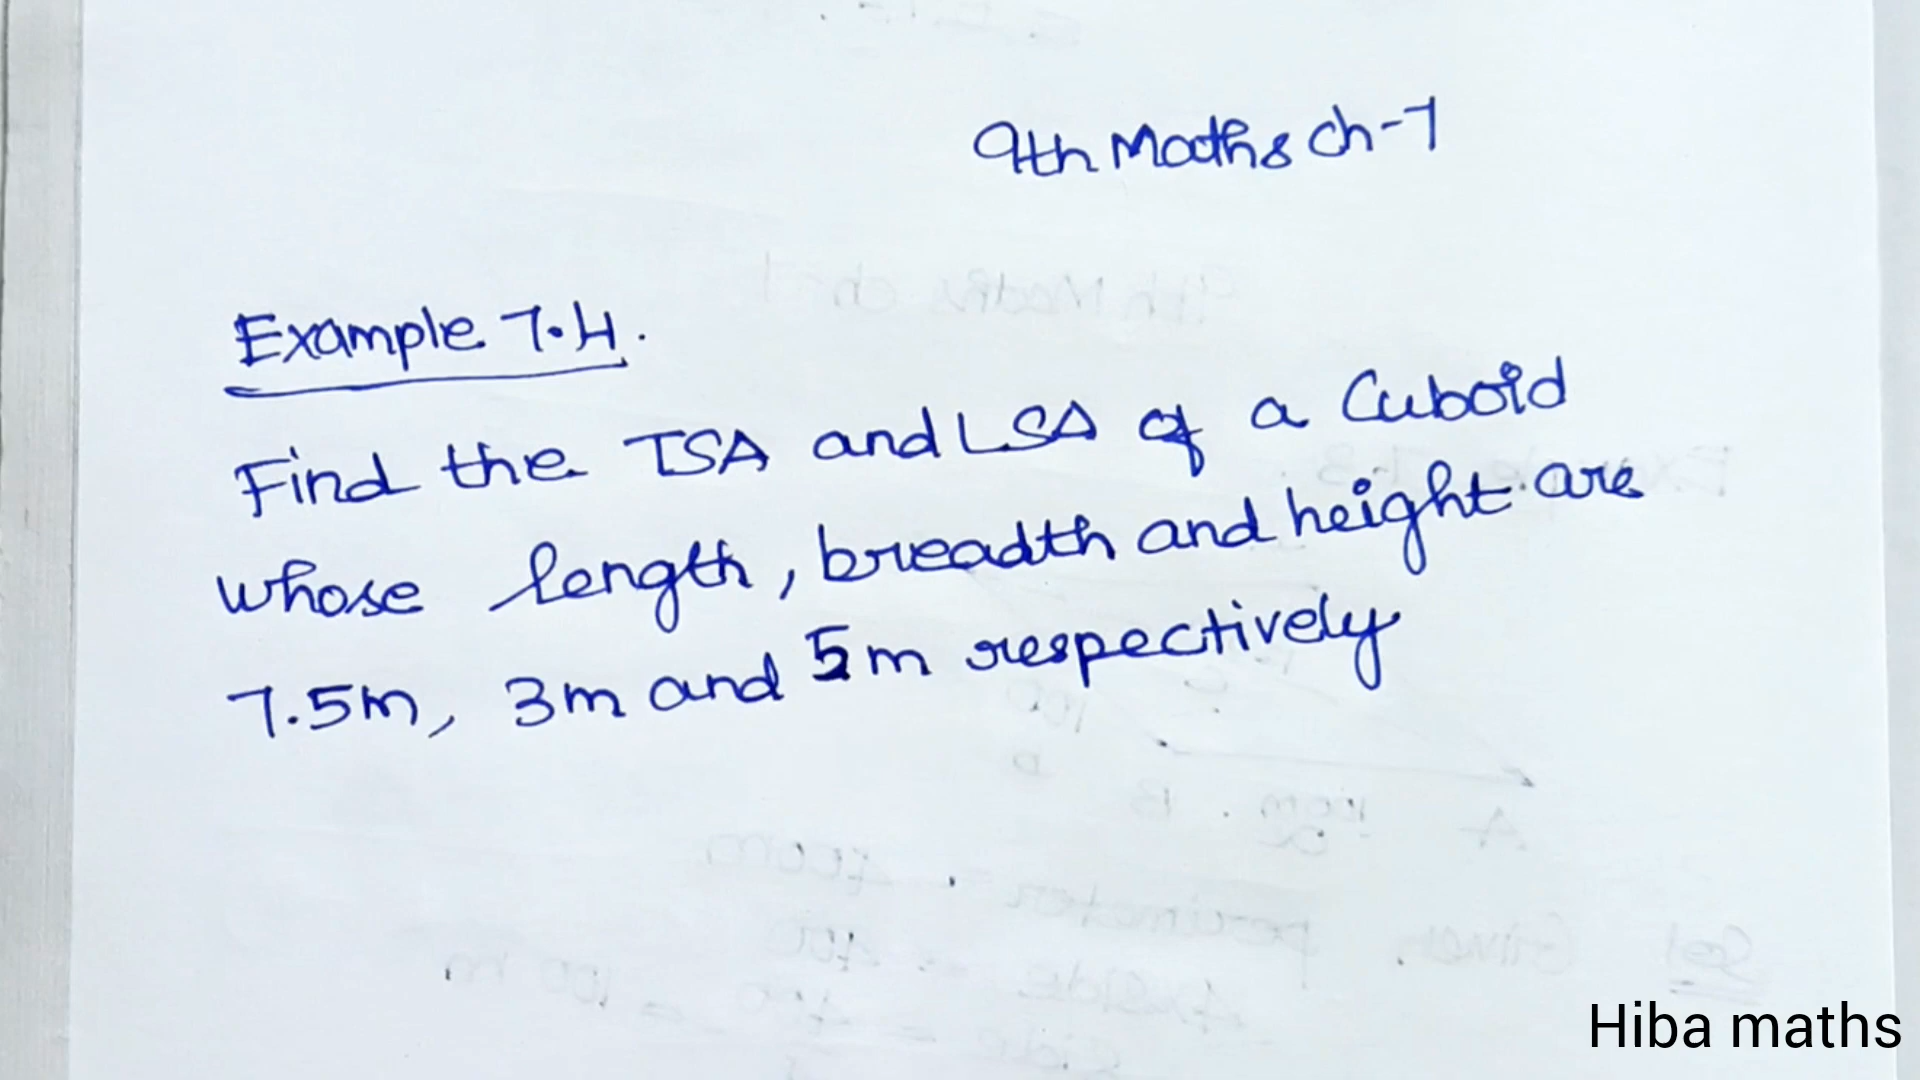 9th Maths ch-7
Example 7.4.
Find the TSA and LSA of a Cuboid
whose length, breadth and height are
7.5m, 3m and 5m respectively
Hiba maths